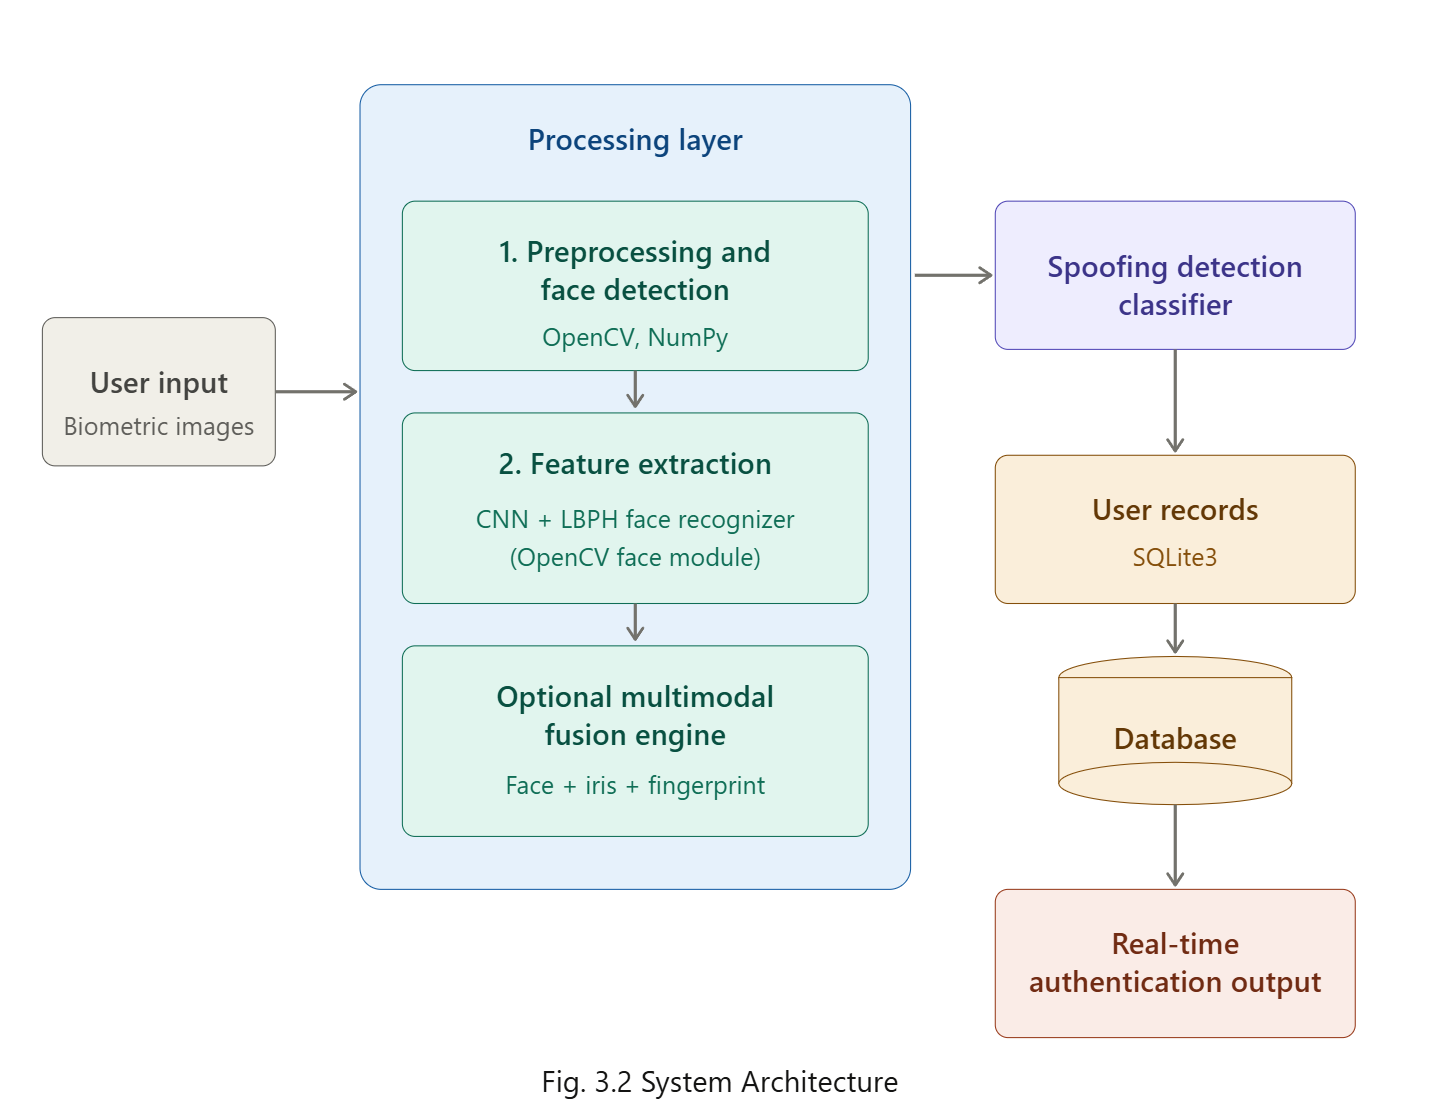 Processing layer
1. Preprocessing and
face detection
OpenCV, NumPy
Spoofing detection
classifier
User input
Biometric images
2. Feature extraction
CNN + LBPH face recognizer
(OpenCV face module)
User records
SQLite3
Optional multimodal
fusion engine
Face + iris + fingerprint
Database
Real-time
authentication output
Fig. 3.2 System Architecture